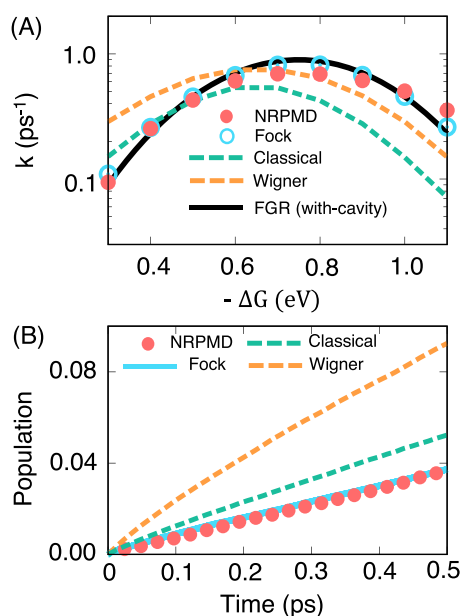 (A)
k (ps⁻¹)
1.0
0.1
NRPMD
Fock
Classical
Wigner
FGR (with-cavity)
0.4 0.6 0.8 1.0
- ΔG (eV)
(B)
Population
0.08
0.04
0.00
NRPMD Classical
Fock Wigner
0 0.1 0.2 0.3 0.4 0.5
Time (ps)